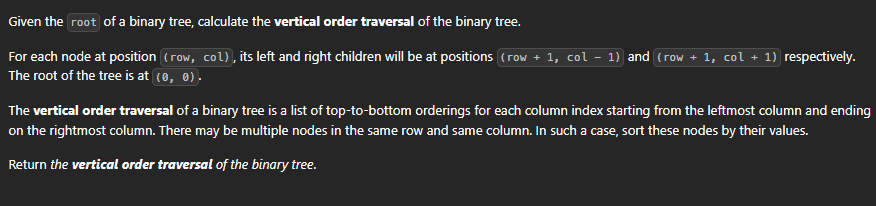 Given the root of a binary tree, calculate the vertical order traversal of the binary tree.
For each node at position (row, col), its left and right children will be at positions (row + 1, col - 1) and (row + 1, col + 1) respectively.
The root of the tree is at (0, 0).
The vertical order traversal of a binary tree is a list of top-to-bottom orderings for each column index starting from the leftmost column and ending
on the rightmost column. There may be multiple nodes in the same row and same column. In such a case, sort these nodes by their values.
Return the vertical order traversal of the binary tree.